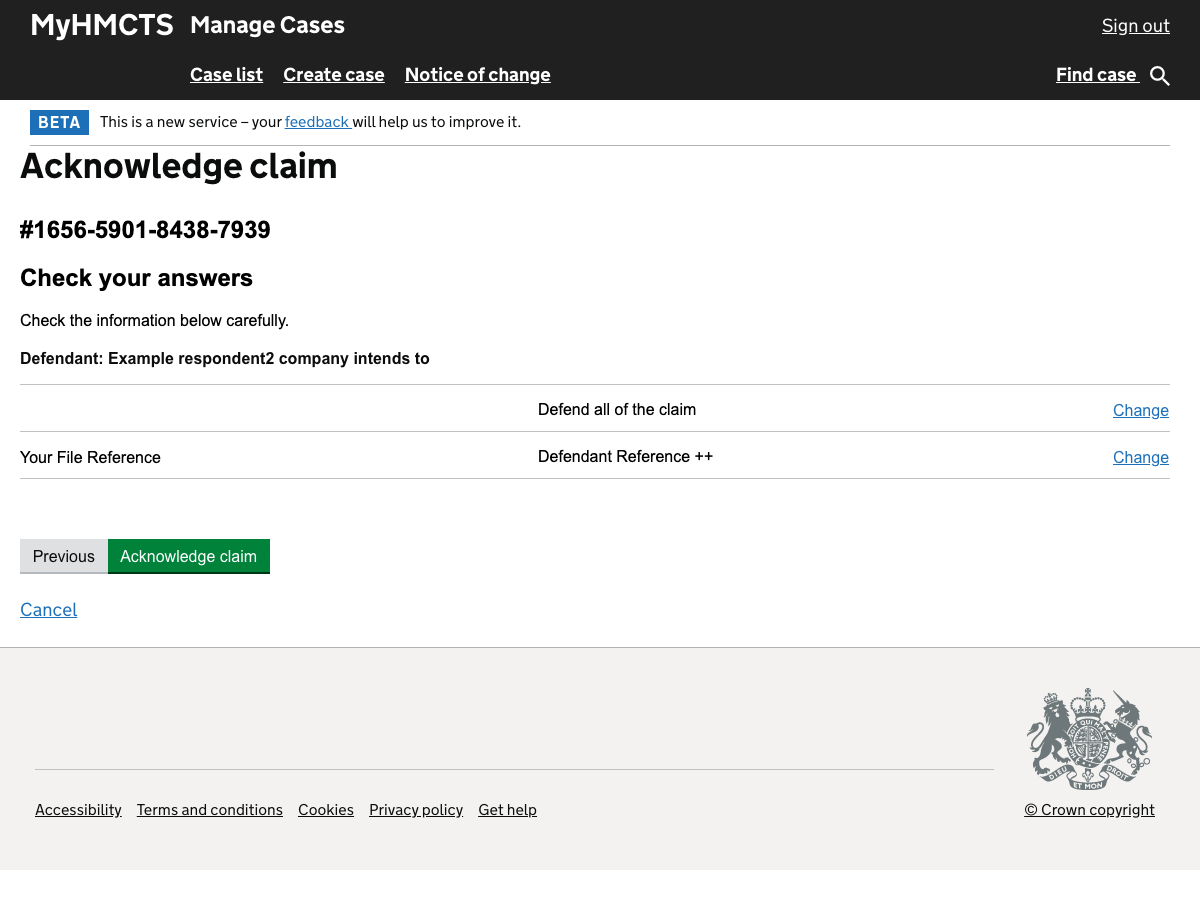 MyHMCTS Manage Cases Sign out
Case list Create case Notice of change Find case
BETA This is a new service – your feedback will help us to improve it.
Acknowledge claim
#1656-5901-8438-7939
Check your answers
Check the information below carefully.
Defendant: Example respondent2 company intends to
Defend all of the claim Change
Your File Reference Defendant Reference ++ Change
Previous Acknowledge claim
Cancel
DIEU ET MON DROIT
Accessibility Terms and conditions Cookies Privacy policy Get help © Crown copyright